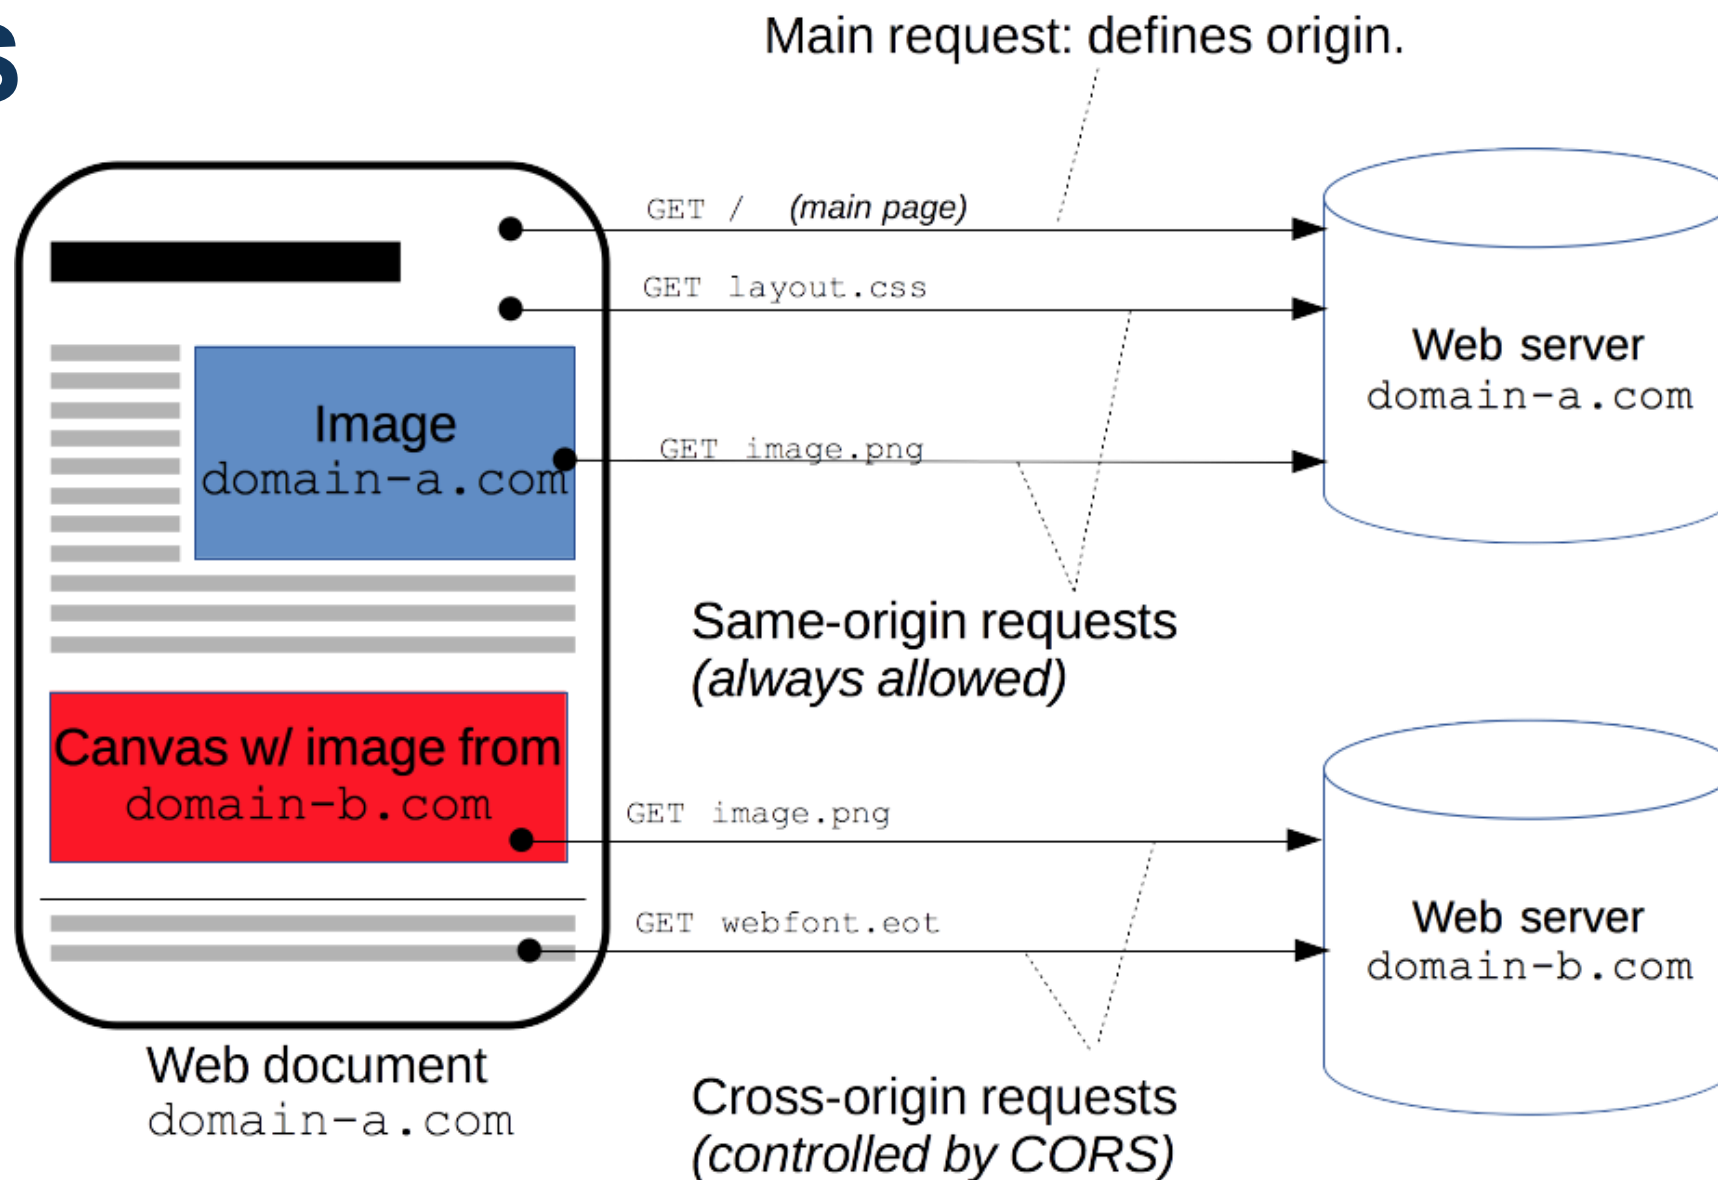 s
Main request: defines origin.
GET / (main page)
GET layout.css
Web server
domain-a.com
Image
domain-a.com
GET image.png
Same-origin requests
(always allowed)
Canvas w/ image from
domain-b.com
GET image.png
GET webfont.eot
Web server
domain-b.com
Web document
domain-a.com
Cross-origin requests
(controlled by CORS)